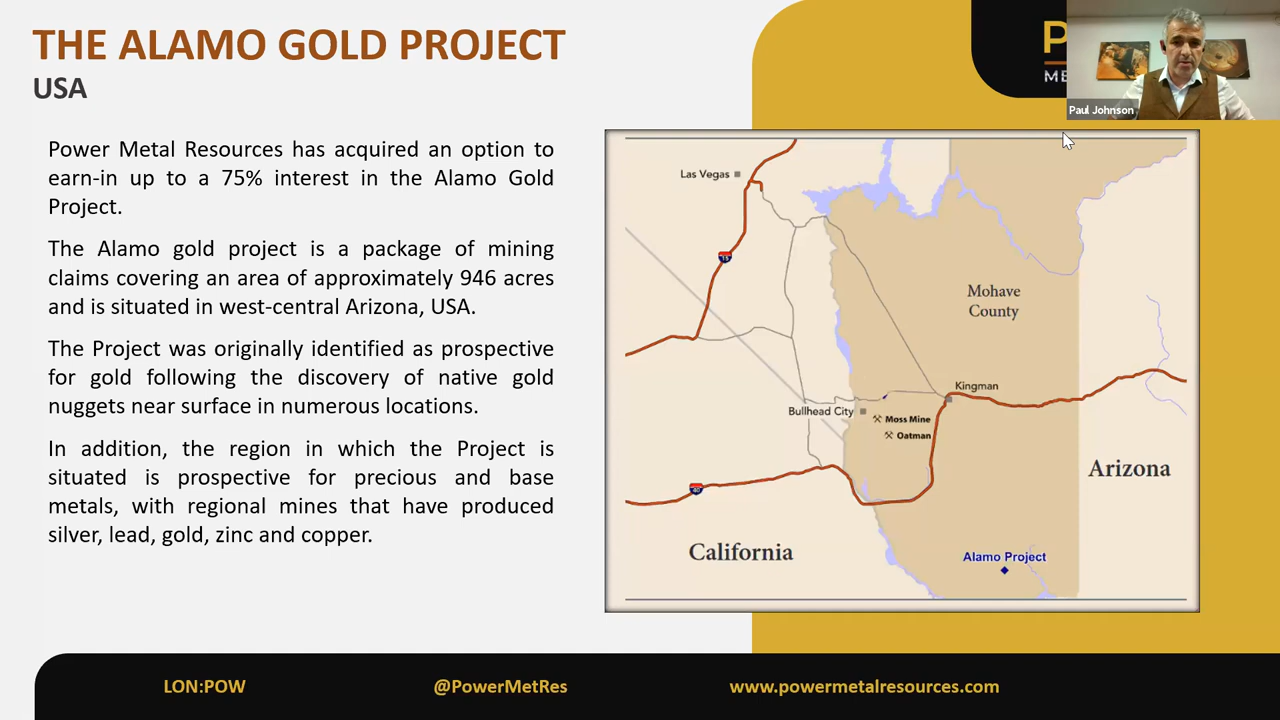 THE ALAMO GOLD PROJECT
USA
Power Metal Resources has acquired an option to
earn-in up to a 75% interest in the Alamo Gold
Project.
The Alamo gold project is a package of mining
claims covering an area of approximately 946 acres
and is situated in west-central Arizona, USA.
The Project was originally identified as prospective
for gold following the discovery of native gold
nuggets near surface in numerous locations.
In addition, the region in which the Project is
situated is prospective for precious and base
metals, with regional mines that have produced
silver, lead, gold, zinc and copper.
P
ME
Paul Johnson
Las Vegas
15
Mohave
County
Kingman
Bullhead City
Moss Mine
Oatman
Arizona
40
California
Alamo Project
LON:POW
@PowerMetRes
www.powermetalresources.com